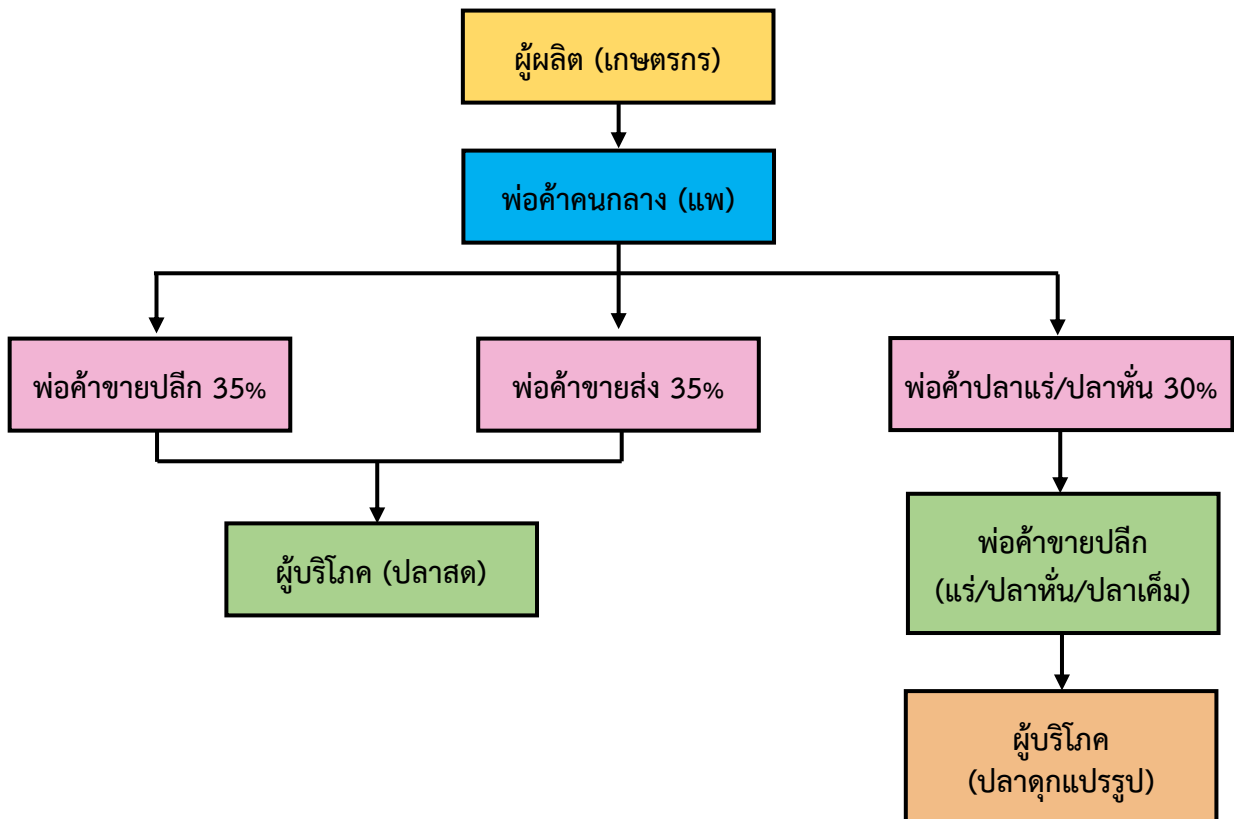 ผู้ผลิต (เกษตรกร)
พ่อค้าคนกลาง (แพ)
พ่อค้าขายปลีก 35%
พ่อค้าขายส่ง 35%
พ่อค้าปลาแร่/ปลาหั่น 30%
ผู้บริโภค (ปลาสด)
พ่อค้าขายปลีก
(แร่/ปลาหั่น/ปลาเค็ม)
ผู้บริโภค
(ปลาดุกแปรรูป)